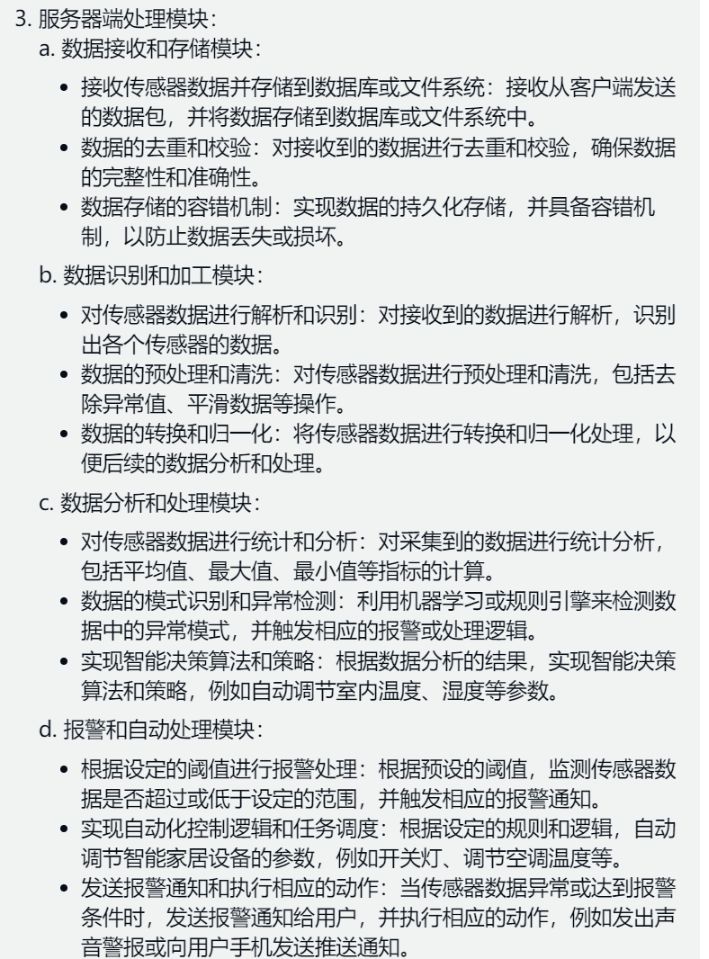 3. 服务器端处理模块：
a. 数据接收和存储模块：
• 接收传感器数据并存储到数据库或文件系统：接收从客户端发送
的数据包，并将数据存储到数据库或文件系统中。
• 数据的去重和校验：对接收到的数据进行去重和校验，确保数据
的完整性和准确性。
• 数据存储的容错机制：实现数据的持久化存储，并具备容错机
制，以防止数据丢失或损坏。
b. 数据识别和加工模块：
• 对传感器数据进行解析和识别：对接收到的数据进行解析，识别
出各个传感器的数据。
• 数据的预处理和清洗：对传感器数据进行预处理和清洗，包括去
除异常值、平滑数据等操作。
• 数据的转换和归一化：将传感器数据进行转换和归一化处理，以
便后续的数据分析和处理。
c. 数据分析和处理模块：
• 对传感器数据进行统计和分析：对采集到的数据进行统计分析，
包括平均值、最大值、最小值等指标的计算。
• 数据的模式识别和异常检测：利用机器学习或规则引擎来检测数
据中的异常模式，并触发相应的报警或处理逻辑。
• 实现智能决策算法和策略：根据数据分析的结果，实现智能决策
算法和策略，例如自动调节室内温度、湿度等参数。
d. 报警和自动处理模块：
• 根据设定的阈值进行报警处理：根据预设的阈值，监测传感器数
据是否超过或低于设定的范围，并触发相应的报警通知。
• 实现自动化控制逻辑和任务调度：根据设定的规则和逻辑，自动
调节智能家居设备的参数，例如开关灯、调节空调温度等。
• 发送报警通知和执行相应的动作：当传感器数据异常或达到报警
条件时，发送报警通知给用户，并执行相应的动作，例如发出声
音警报或向用户手机发送推送通知。